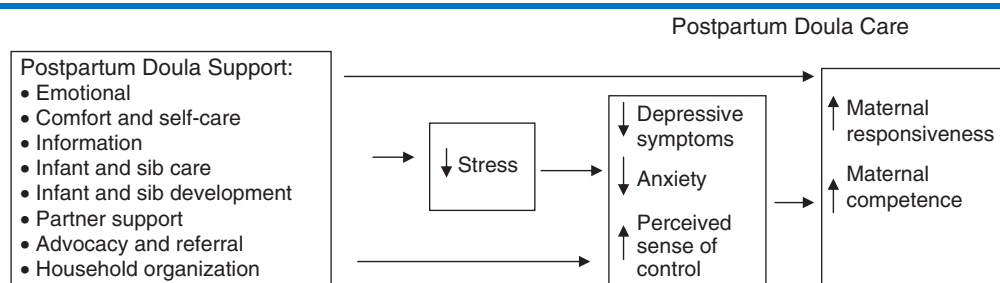 Postpartum Doula Care
Postpartum Doula Support:
• Emotional
• Comfort and self-care
• Information
• Infant and sib care
• Infant and sib development
• Partner support
• Advocacy and referral
• Household organization
↓ Stress
↓ Depressive
symptoms
↓ Anxiety
↑ Perceived
sense of
control
↑ Maternal
responsiveness
↑ Maternal
competence